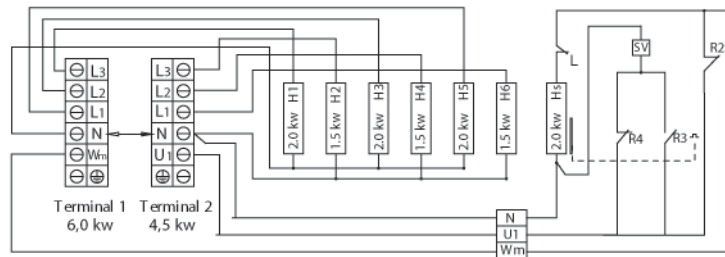 L3
L2
L1
N
Wm
Terminal 1
6,0 kw
L3
L2
L1
N
U1
Terminal 2
4,5 kw
2.0 kw H1
1.5 kw H2
2.0 kw H3
1.5 kw H4
2.0 kw H5
1.5 kw H6
2.0 kw Hs
L
SV
R4
R3
R2
N
U1
Wm